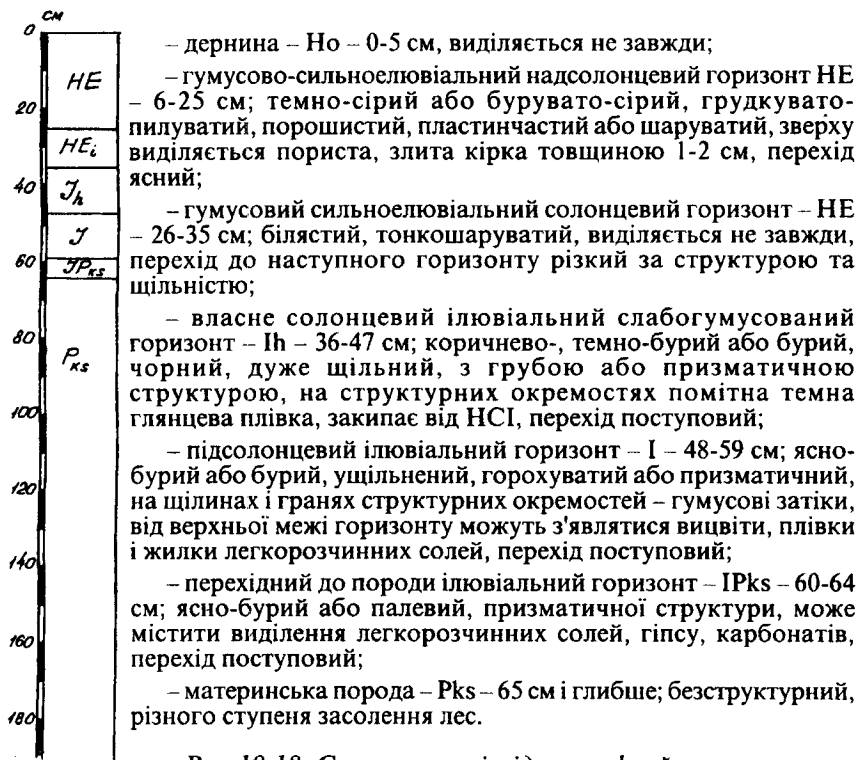 см
0
20
40
60
80
100
120
140
160
180
HE
HEi
Jh
J
JPks
Pks
– дернина – Но – 0-5 см, виділяється не завжди;
– гумусово-сильноелювіальний надсолонцевий горизонт НЕ
– 6-25 см; темно-сірий або бурувато-сірий, грудкувато-
пилуватий, порошистий, пластинчастий або шаруватий, зверху
виділяється пориста, злита кірка товщиною 1-2 см, перехід
ясний;
– гумусовий сильноелювіальний солонцевий горизонт – НЕ
– 26-35 см; білястий, тонкошаруватий, виділяється не завжди,
перехід до наступного горизонту різкий за структурою та
щільністю;
– власне солонцевий ілювіальний слабогумусований
горизонт – Ih – 36-47 см; коричнево-, темно-бурий або бурий,
чорний, дуже щільний, з грубою або призматичною
структурою, на структурних окремостях помітна темна
глянцева плівка, закипає від HCI, перехід поступовий;
– підсолонцевий ілювіальний горизонт – I – 48-59 см; ясно-
бурий або бурий, ущільнений, горохуватий або призматичний,
на щілинах і гранях структурних окремостей – гумусові затіки,
від верхньої межі горизонту можуть з'являтися вицвіти, плівки
і жилки легкорозчинних солей, перехід поступовий;
– перехідний до породи ілювіальний горизонт – IPks – 60-64
см; ясно-бурий або палевий, призматичної структури, може
містити виділення легкорозчинних солей, гіпсу, карбонатів,
перехід поступовий;
– материнська порода – Pks – 65 см і глибше; безструктурний,
різного ступеня засолення лес.